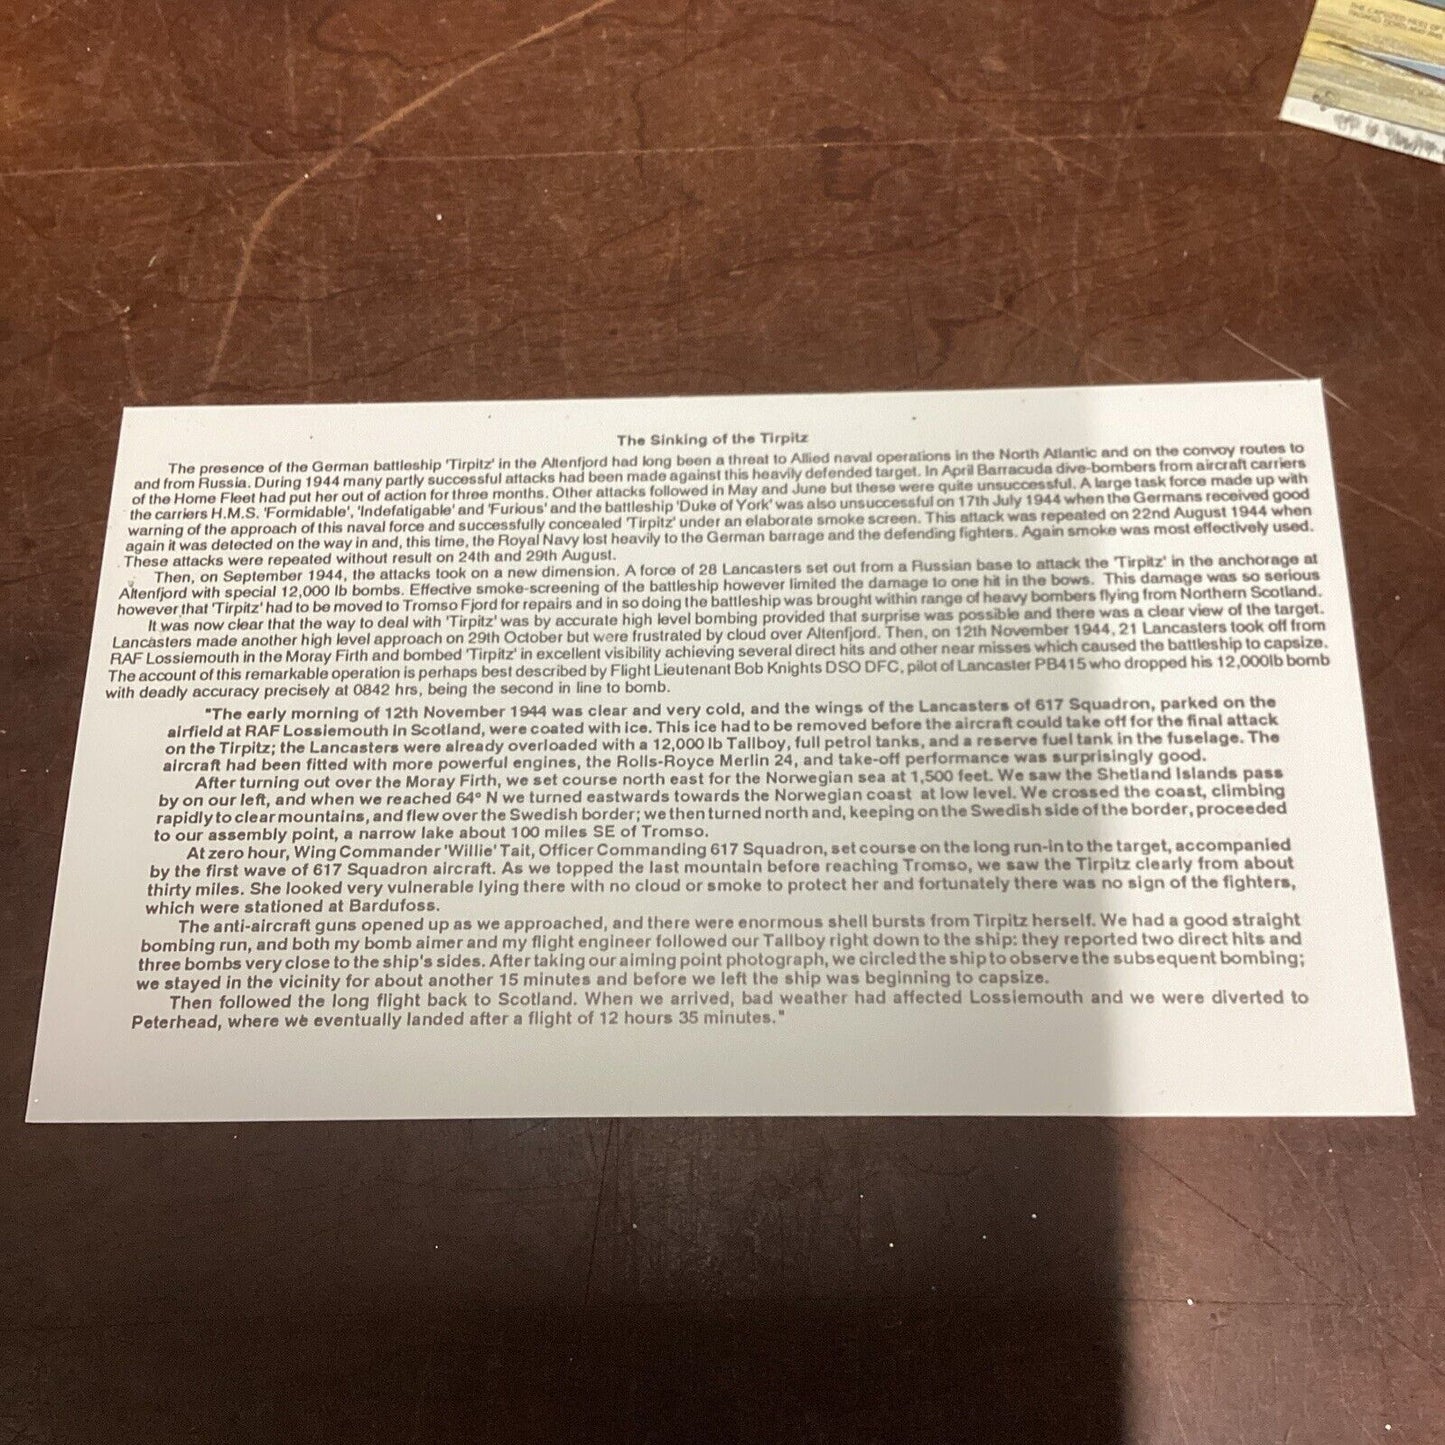 The Sinking of the Tirpitz
The presence of the German battleship 'Tirpitz' in the Altenfjord had long been a threat to Allied naval operations in the North Atlantic and on the convoy routes to
and from Russia. During 1944 many partly successful attacks had been made against this heavily defended target. In April Barracuda dive-bombers from aircraft carriers
of the Home Fleet had put her out of action for three months. Other attacks followed in May and June but these were quite unsuccessful. A large task force made up with
the carriers H.M.S. 'Formidable', 'Indefatigable' and 'Furious' and the battleship 'Duke of York' was also unsuccessful on 17th July 1944 when the Germans received good
warning of the approach of this naval force and successfully concealed 'Tirpitz' under an elaborate smoke screen. This attack was repeated on 22nd August 1944 when
again it was detected on the way in and, this time, the Royal Navy lost heavily to the German barrage and the defending fighters. Again smoke was most effectively used.
These attacks were repeated without result on 24th and 29th August.
Then, on September 1944, the attacks took on a new dimension. A force of 28 Lancasters set out from a Russian base to attack the 'Tirpitz' in the anchorage at
Altenfjord with special 12,000 lb bombs. Effective smoke-screening of the battleship however limited the damage to one hit in the bows. This damage was so serious
however that 'Tirpitz' had to be moved to Tromso Fjord for repairs and in so doing the battleship was brought within range of heavy bombers flying from Northern Scotland.
It was now clear that the way to deal with 'Tirpitz' was by accurate high level bombing provided that surprise was possible and there was a clear view of the target.
Lancasters made another high level approach on 29th October but were frustrated by cloud over Altenfjord. Then, on 12th November 1944, 21 Lancasters took off from
RAF Lossiemouth in the Moray Firth and bombed 'Tirpitz' in excellent visibility achieving several direct hits and other near misses which caused the battleship to capsize.
The account of this remarkable operation is perhaps best described by Flight Lieutenant Bob Knights DSO DFC, pilot of Lancaster PB415 who dropped his 12,000lb bomb
with deadly accuracy precisely at 0842 hrs, being the second in line to bomb.
"The early morning of 12th November 1944 was clear and very cold, and the wings of the Lancasters of 617 Squadron, parked on the
airfield at RAF Lossiemouth in Scotland, were coated with ice. This ice had to be removed before the aircraft could take off for the final attack
on the Tirpitz; the Lancasters were already overloaded with a 12,000 lb Tallboy, full petrol tanks, and a reserve fuel tank in the fuselage. The
aircraft had been fitted with more powerful engines, the Rolls-Royce Merlin 24, and take-off performance was surprisingly good.
After turning out over the Moray Firth, we set course north east for the Norwegian sea at 1,500 feet. We saw the Shetland Islands pass
by on our left, and when we reached 64° N we turned eastwards towards the Norwegian coast at low level. We crossed the coast, climbing
rapidly to clear mountains, and flew over the Swedish border; we then turned north and, keeping on the Swedish side of the border, proceeded
to our assembly point, a narrow lake about 100 miles SE of Tromso.
At zero hour, Wing Commander 'Willie' Tait, Officer Commanding 617 Squadron, set course on the long run-in to the target, accompanied
by the first wave of 617 Squadron aircraft. As we topped the last mountain before reaching Tromso, we saw the Tirpitz clearly from about
thirty miles. She looked very vulnerable lying there with no cloud or smoke to protect her and fortunately there was no sign of the fighters,
which were stationed at Bardufoss.
The anti-aircraft guns opened up as we approached, and there were enormous shell bursts from Tirpitz herself. We had a good straight
bombing run, and both my bomb aimer and my flight engineer followed our Tallboy right down to the ship: they reported two direct hits and
three bombs very close to the ship's sides. After taking our aiming point photograph, we circled the ship to observe the subsequent bombing;
we stayed in the vicinity for about another 15 minutes and before we left the ship was beginning to capsize.
Then followed the long flight back to Scotland. When we arrived, bad weather had affected Lossiemouth and we were diverted to
Peterhead, where we eventually landed after a flight of 12 hours 35 minutes."